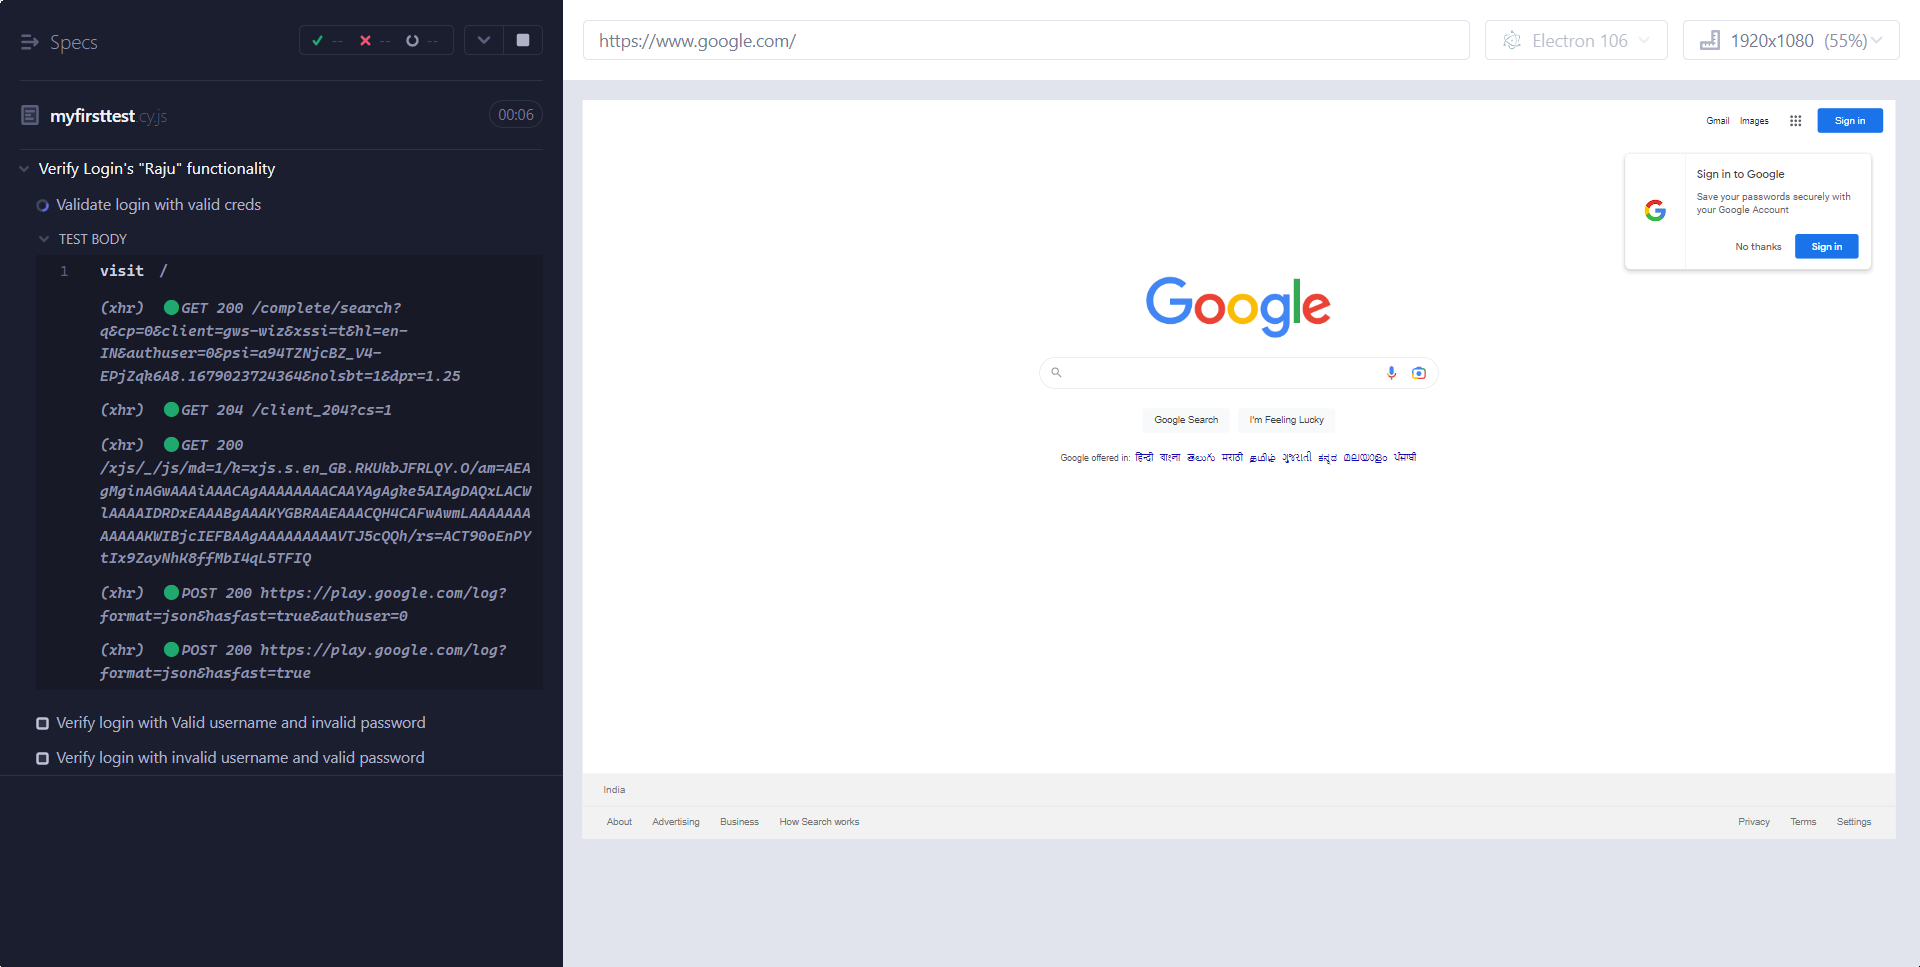 Specs
-- -- --
myfirsttest.cy.js
00:06
Verify Login's "Raju" functionality
Validate login with valid creds
TEST BODY
1 visit /
(xhr) GET 200 /complete/search?
q&cp=0&client=gws-wiz&xssi=t&hl=en-
IN&authuser=0&psi=a94TZNjcBZ_V4-
EPjZqk6A8.1679023724364&nolsbt=1&dpr=1.25
(xhr) GET 204 /client_204?cs=1
(xhr) GET 200
/xjs/_/js/md=1/k=xjs.s.en_GB.RKUkbJFRLQY.O/am=AEA
gMginAGwAAAiAAACAgAAAAAAAACAAYAgAgke5AIAgDAQxLACW
lAAAAIDRDxEAAABgAAAKYGBRAAEAAACQH4CAFwAwmLAAAAAAA
AAAAAKWIBjcIEFBAAgAAAAAAAAAVTJ5cQQh/rs=ACT90oEnPY
tIx9ZayNhK8ffMbI4qL5TFIQ
(xhr) POST 200 https://play.google.com/log?
format=json&hasfast=true&authuser=0
(xhr) POST 200 https://play.google.com/log?
format=json&hasfast=true
Verify login with Valid username and invalid password
Verify login with invalid username and valid password
https://www.google.com/
Electron 106
1920x1080 (55%)
Gmail Images Sign in
Sign in to Google
Save your passwords securely with
your Google Account
No thanks Sign in
Google
Google Search I'm Feeling Lucky
Google offered in: हिन्दी বাংলা తెలుగు मराठी தமிழ் ગુજરાતી ಕನ್ನಡ മലയാളം ਪੰਜਾਬੀ
India
About Advertising Business How Search works
Privacy Terms Settings